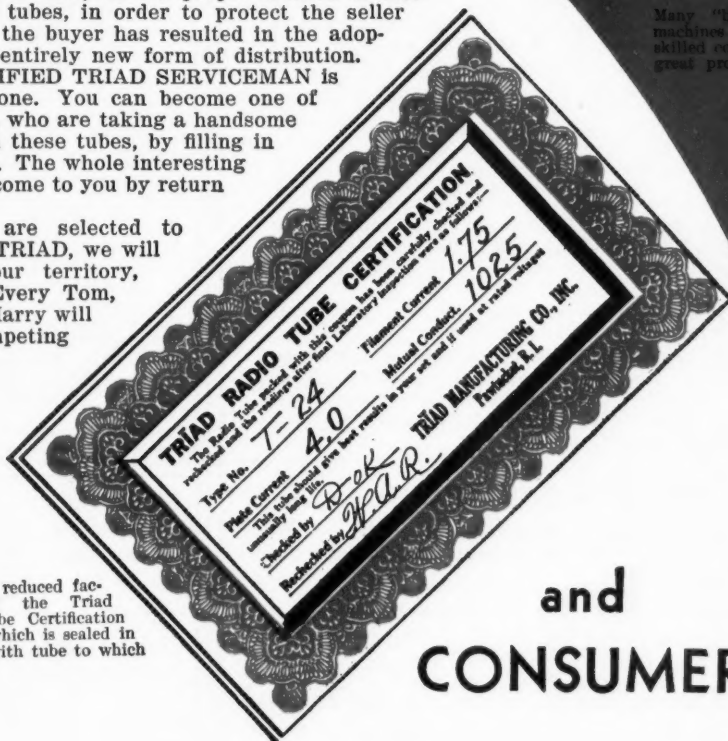 tubes, in order to protect the seller
the buyer has resulted in the adop-
entirely new form of distribution.
IFIED TRIAD SERVICEMAN is
one. You can become one of
who are taking a handsome
these tubes, by filling in
The whole interesting
come to you by return
are selected to
TRIAD, we will
our territory,
Every Tom,
Harry will
mpeting
Many
machines
skilled
great
TRIAD RADIO TUBE CERTIFICATION.
The Radio Tube packed with this coupon has been carefully checked and
rechecked and the readings after final Laboratory inspection were as follows:—
Type No. T-24 Filament Current 1.75
Plate Current 4.0 Mutual Conduct. 1025
This tube should give best results in your set and if used at rated voltages
unusually long life.
Checked by
Rechecked by H.A.R.
TRIAD MANUFACTURING CO., INC.
Pawtucket, R. I.
reduced fac-
the Triad
be Certification
which is sealed in
with tube to which
and
CONSUMER